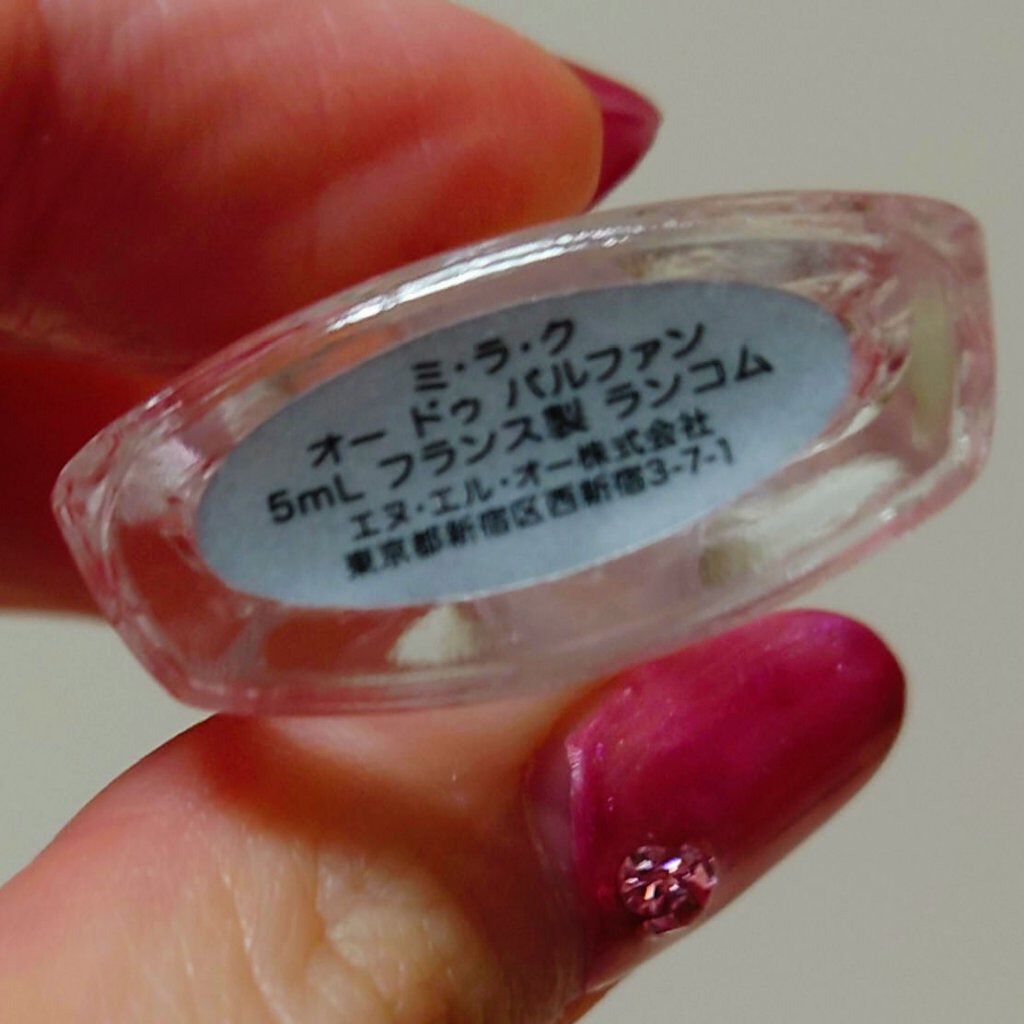 ミ・ラ・ク
オー ドゥ パルファン
5mL フランス製 ランコム
エヌ・エル・オー株式会社
東京都新宿区西新宿3-7-1